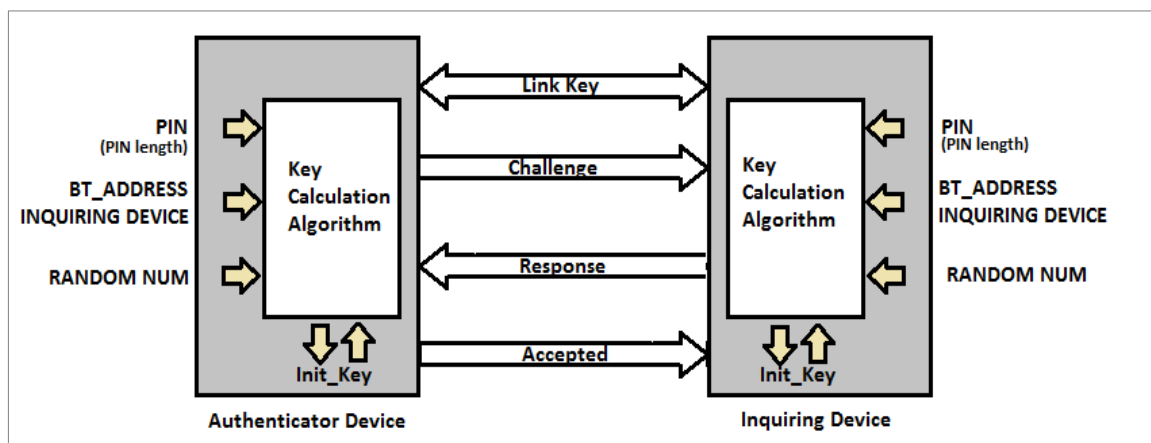 PIN
(PIN length)
BT_ADDRESS
INQUIRING DEVICE
RANDOM NUM
Key
Calculation
Algorithm
Init_Key
Authenticator Device
Link Key
Challenge
Response
Accepted
Key
Calculation
Algorithm
Init_Key
Inquiring Device
PIN
(PIN length)
BT_ADDRESS
INQUIRING DEVICE
RANDOM NUM